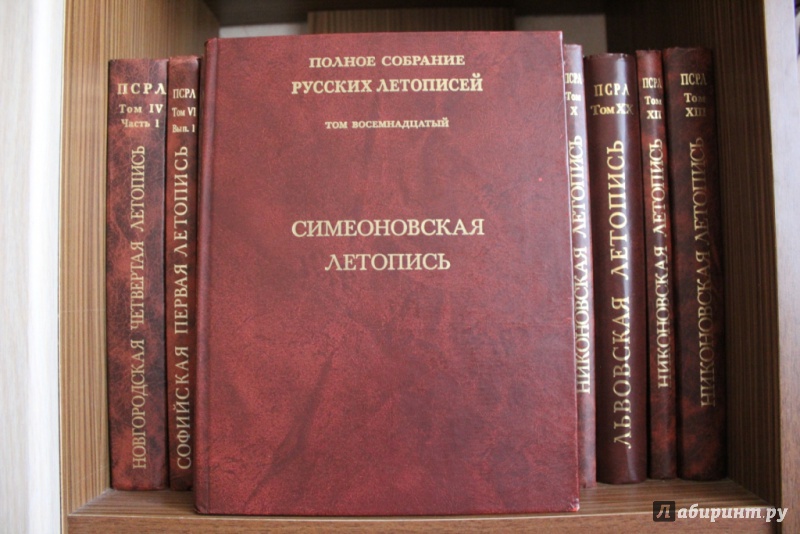 ПСРЛ
Том IV
Часть 1
НОВГОРОДСКАЯ ЧЕТВЕРТАЯ ЛЕТОПИСЬ
ПСРЛ
Том VI
Вып. 1
СОФИЙСКАЯ ПЕРВАЯ ЛЕТОПИСЬ
ПОЛНОЕ СОБРАНИЕ
РУССКИХ ЛЕТОПИСЕЙ
ТОМ ВОСЕМНАДЦАТЫЙ
СИМЕОНОВСКАЯ
ЛЕТОПИСЬ
ПСРЛ
Том
X
НИКОНОВСКАЯ ЛЕТОПИСЬ
ПСРЛ
Том XX
ЛЬВОВСКАЯ ЛЕТОПИСЬ
ПСРЛ
Том
XII
НИКОНОВСКАЯ ЛЕТОПИСЬ
ПСРЛ
Том
XIII
НИКОНОВСКАЯ ЛЕТОПИСЬ
Лабиринт.ру